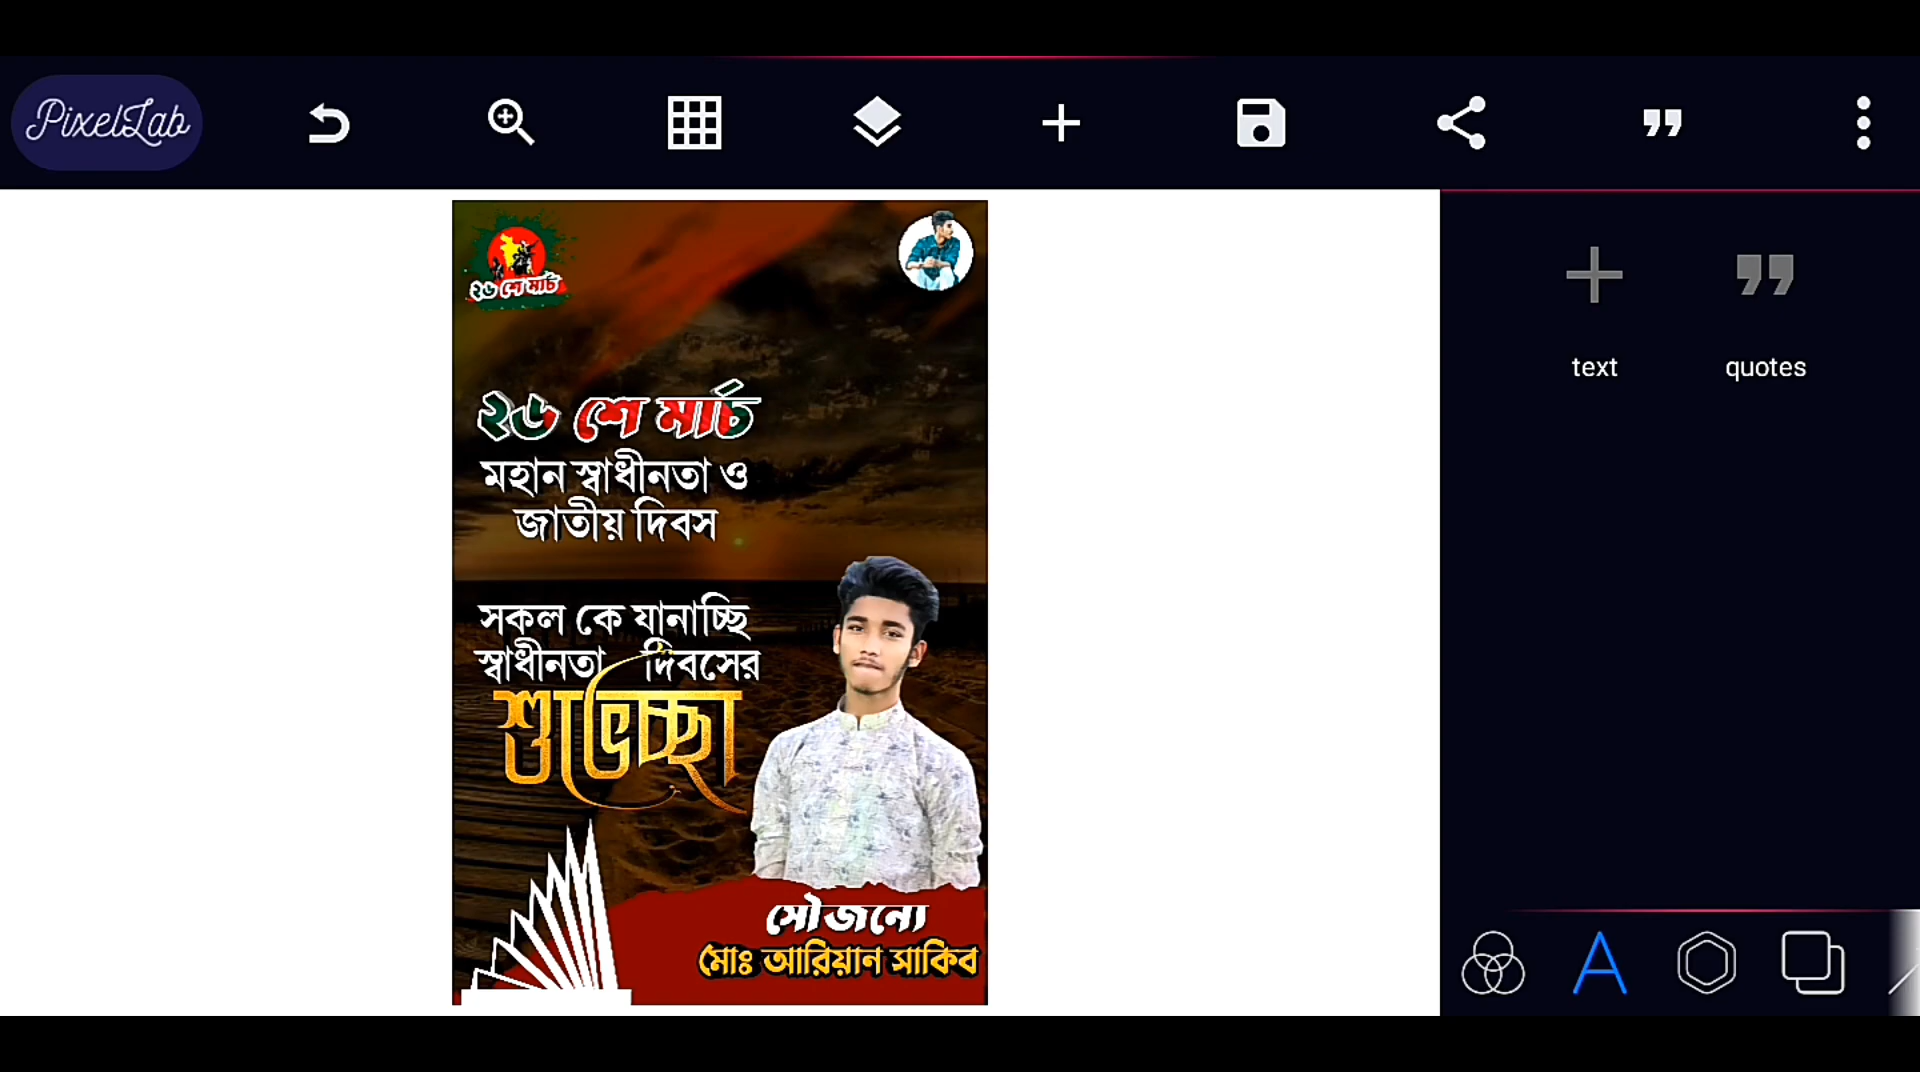 PixelLab
২৬ শে মার্চ
২৬ শে মার্চ
মহান স্বাধীনতা ও
জাতীয় দিবস
সকল কে যানাচ্ছি
স্বাধীনতা দিবসের
শুভেচ্ছা
সৌজন্যে
মোঃ আরিয়ান সাকিব
text
quotes